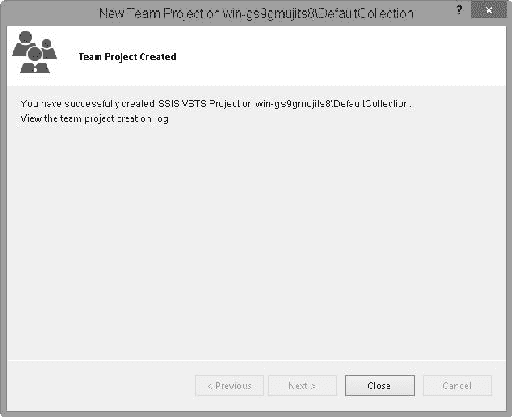 New Team Project on win-gs9gmujits8\DefaultCollection
? x
Team Project Created
You have successfully created SSIS VSTS Project on win-gs9gmujits8\DefaultCollection.
View the team project creation log
< Previous Next > Close Cancel